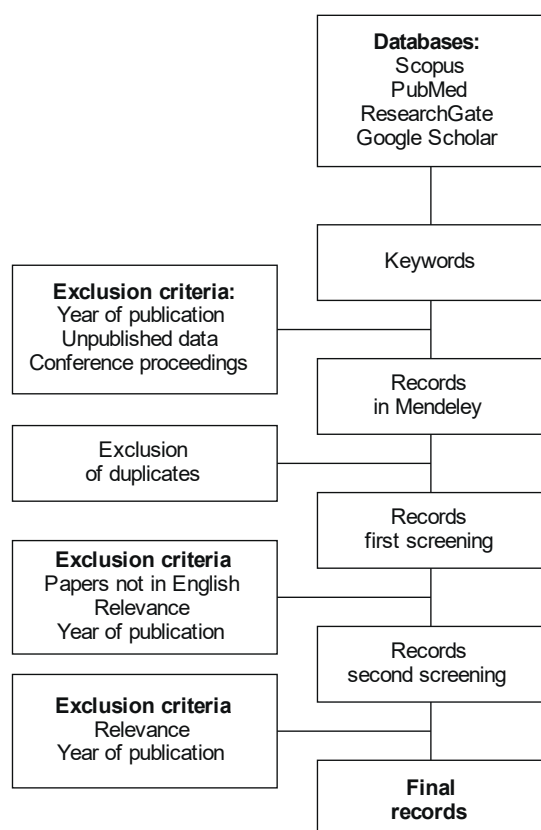 Databases:
Scopus
PubMed
ResearchGate
Google Scholar
Keywords
Exclusion criteria:
Year of publication
Unpublished data
Conference proceedings
Records
in Mendeley
Exclusion
of duplicates
Records
first screening
Exclusion criteria
Papers not in English
Relevance
Year of publication
Records
second screening
Exclusion criteria
Relevance
Year of publication
Final
records